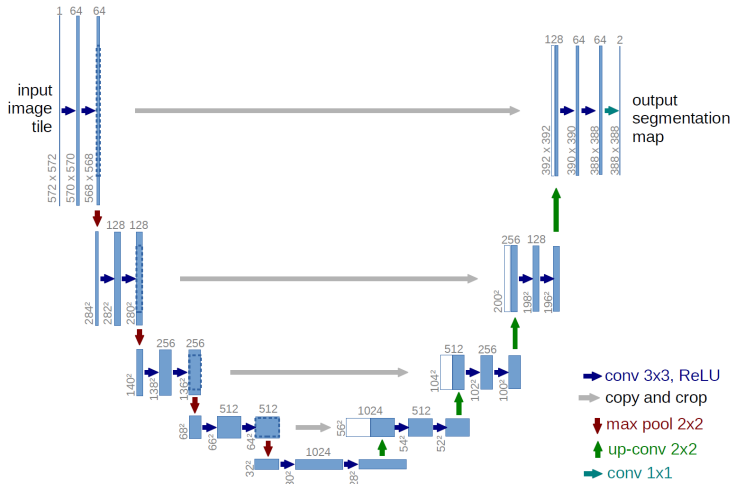 1 64 64
128 64 64 2
input
image
tile
output
segmentation
map
572 x 572
570 x 570
568 x 568
392 x 392
390 x 390
388 x 388
388 x 388
128 128
256 128
284²
282²
280²
200²
198²
196²
256 256
512 256
140²
138²
136²
104²
102²
100²
512 512
1024 512
68²
66²
64²
56²
54²
52²
1024
32²
30²
28²
conv 3x3, ReLU
copy and crop
max pool 2x2
up-conv 2x2
conv 1x1